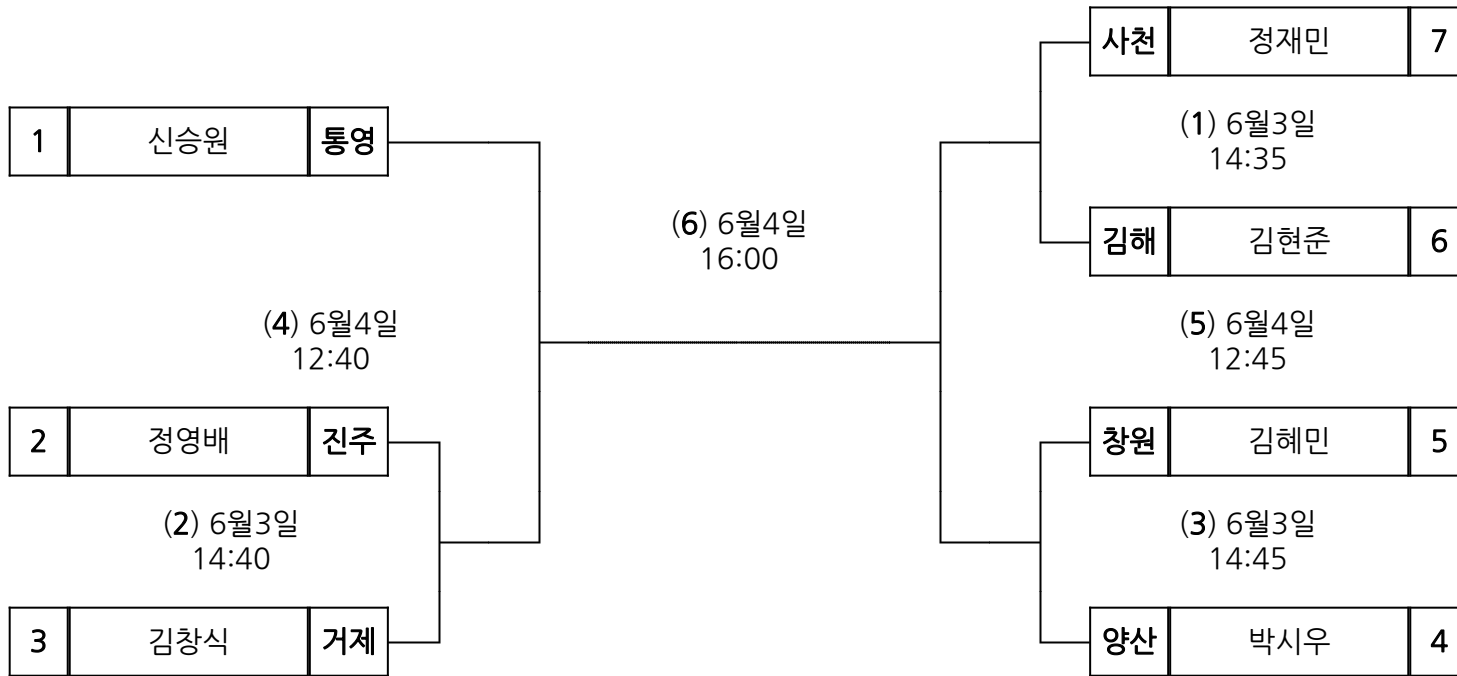 사천 정재민 7
1 신승원 통영
(1) 6월3일
14:35
(6) 6월4일
16:00
김해 김현준 6
(4) 6월4일
12:40
(5) 6월4일
12:45
2 정영배 진주
창원 김혜민 5
(2) 6월3일
14:40
(3) 6월3일
14:45
3 김창식 거제
양산 박시우 4